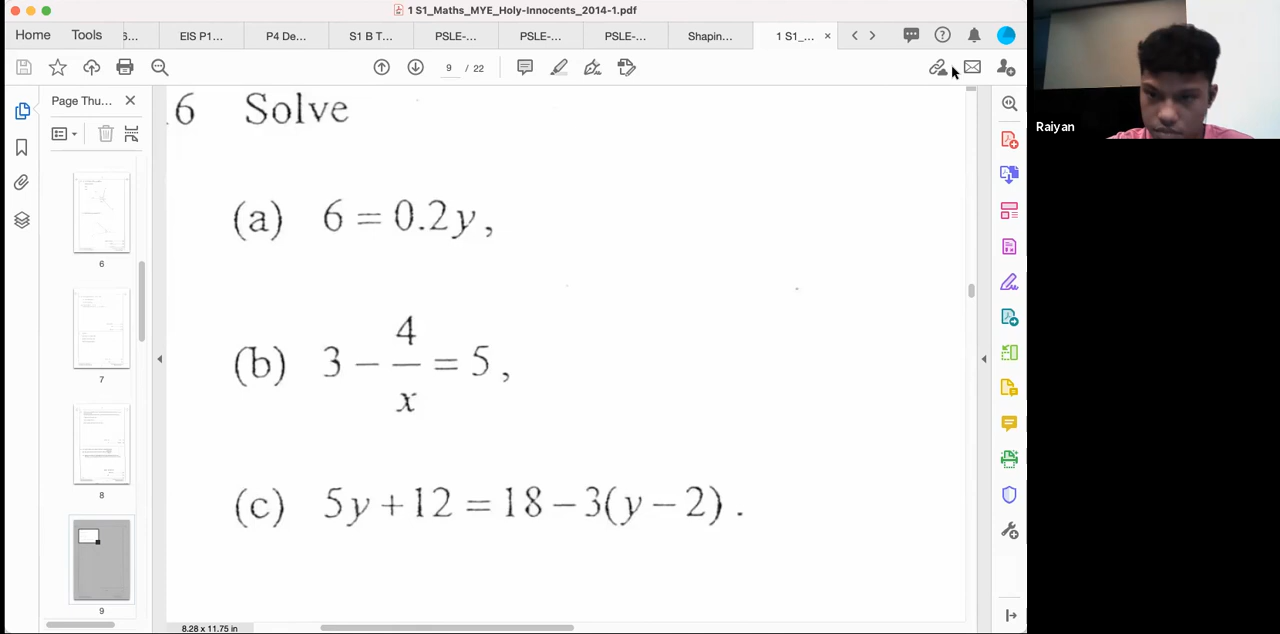 1 S1_Maths_MYE_Holy-Innocents_2014-1.pdf
Home Tools S... EIS P1... P4 De... S1 B T... PSLE-... PSLE-... PSLE-... Shapin... 1 S1_... ×
9 / 22
Page Thu... ×
6
7
8
9
6 Solve
(a) 6 = 0.2y,
(b) 3 − 4/x = 5,
(c) 5y + 12 = 18 − 3(y − 2).
8.28 x 11.75 in
Raiyan